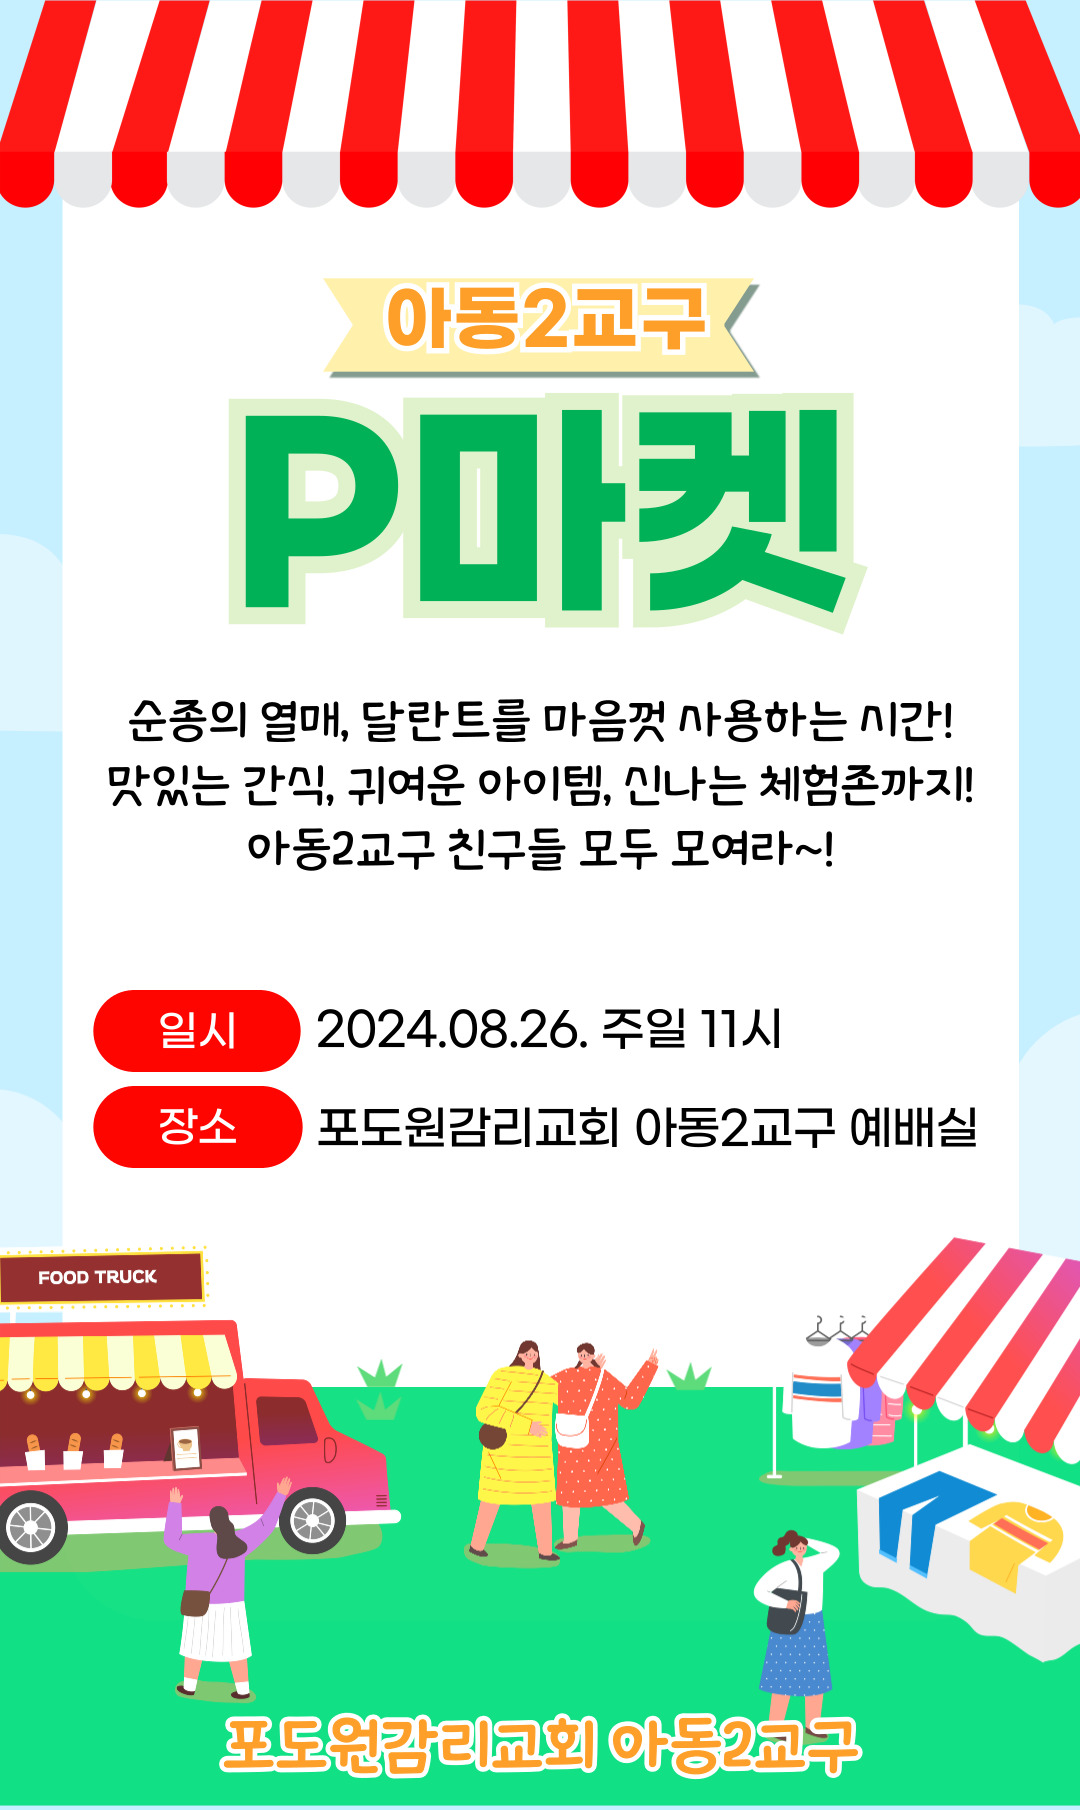 아동2교구
P마켓
순종의 열매, 달란트를 마음껏 사용하는 시간!
맛있는 간식, 귀여운 아이템, 신나는 체험존까지!
아동2교구 친구들 모두 모여라~!
일시 2024.08.26. 주일 11시
장소 포도원감리교회 아동2교구 예배실
FOOD TRUCK
포도원감리교회 아동2교구